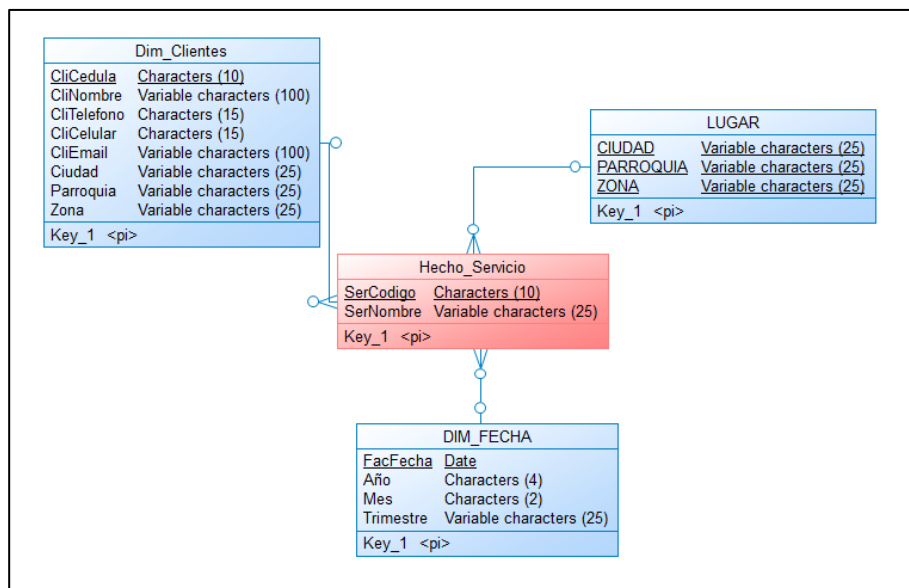 Dim_Clientes
CliCedula Characters (10)
CliNombre Variable characters (100)
CliTelefono Characters (15)
CliCelular Characters (15)
CliEmail Variable characters (100)
Ciudad Variable characters (25)
Parroquia Variable characters (25)
Zona Variable characters (25)
Key_1 <pi>
LUGAR
CIUDAD Variable characters (25)
PARROQUIA Variable characters (25)
ZONA Variable characters (25)
Key_1 <pi>
Hecho_Servicio
SerCodigo Characters (10)
SerNombre Variable characters (25)
Key_1 <pi>
DIM_FECHA
FacFecha Date
Año Characters (4)
Mes Characters (2)
Trimestre Variable characters (25)
Key_1 <pi>